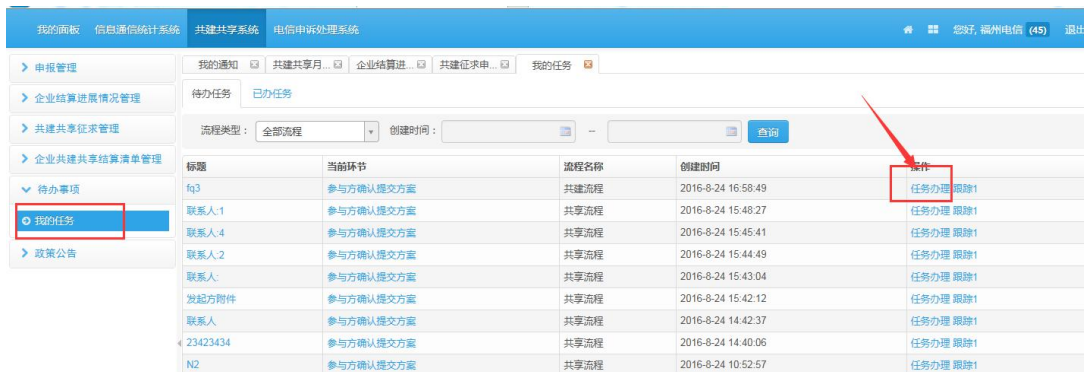 我的面板 信息通信统计系统 共建共享系统 电信申诉处理系统 您好, 福州电信 (45) 退出
申报管理
企业结算进展情况管理
共建共享征求管理
企业共建共享结算清单管理
待办事项
我的任务
政策公告
我的通知 共建共享月... 企业结算进... 共建征求申... 我的任务
待办任务 已办任务
流程类型： 全部流程 创建时间： - 查询
标题 当前环节 流程名称 创建时间 操作
fq3 参与方确认提交方案 共建流程 2016-8-24 16:58:49 任务办理 跟踪1
联系人:1 参与方确认提交方案 共享流程 2016-8-24 15:48:27 任务办理 跟踪1
联系人:4 参与方确认提交方案 共享流程 2016-8-24 15:45:41 任务办理 跟踪1
联系人:2 参与方确认提交方案 共享流程 2016-8-24 15:44:49 任务办理 跟踪1
联系人: 参与方确认提交方案 共享流程 2016-8-24 15:43:04 任务办理 跟踪1
发起方附件 参与方确认提交方案 共享流程 2016-8-24 15:42:12 任务办理 跟踪1
联系人 参与方确认提交方案 共享流程 2016-8-24 14:42:37 任务办理 跟踪1
23423434 参与方确认提交方案 共享流程 2016-8-24 14:40:06 任务办理 跟踪1
N2 参与方确认提交方案 共享流程 2016-8-24 10:52:57 任务办理 跟踪1